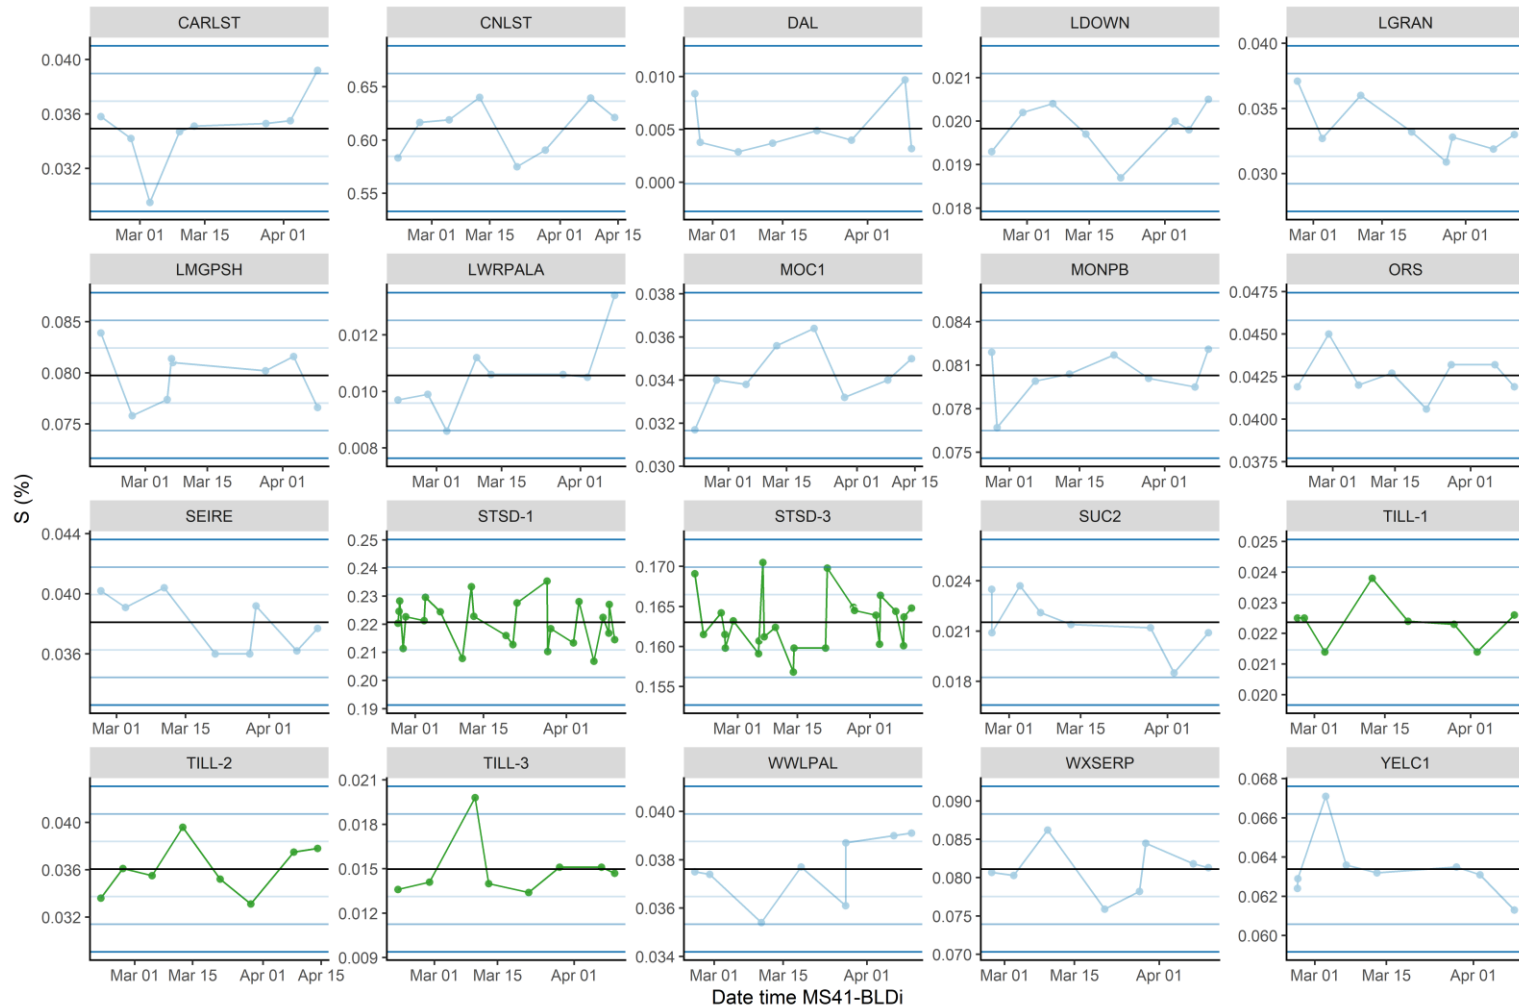 CARLST CNLST DAL LDOWN LGRAN
0.040 0.036 0.032
0.65 0.60 0.55
0.010 0.005 0.000
0.021 0.020 0.019 0.018
0.040 0.035 0.030
Mar 01 Mar 15 Apr 01
Mar 01 Mar 15 Apr 01 Apr 15
Mar 01 Mar 15 Apr 01
Mar 01 Mar 15 Apr 01
Mar 01 Mar 15 Apr 01
LMGPSH LWRPALA MOC1 MONPB ORS
0.085 0.080 0.075
0.012 0.010 0.008
0.038 0.036 0.034 0.032 0.030
0.084 0.081 0.078 0.075
0.0475 0.0450 0.0425 0.0400 0.0375
Mar 01 Mar 15 Apr 01
Mar 01 Mar 15 Apr 01
Mar 01 Mar 15 Apr 01 Apr 15
Mar 01 Mar 15 Apr 01
Mar 01 Mar 15 Apr 01
S (%)
SEIRE STSD-1 STSD-3 SUC2 TILL-1
0.044 0.040 0.036
0.25 0.24 0.23 0.22 0.21 0.20 0.19
0.170 0.165 0.160 0.155
0.024 0.021 0.018
0.025 0.024 0.023 0.022 0.021 0.020
Mar 01 Mar 15 Apr 01
Mar 01 Mar 15 Apr 01
Mar 01 Mar 15 Apr 01
Mar 01 Mar 15 Apr 01
Mar 01 Mar 15 Apr 01
TILL-2 TILL-3 WWLPAL WXSERP YELC1
0.040 0.036 0.032
0.021 0.018 0.015 0.012 0.009
0.040 0.038 0.036 0.034
0.090 0.085 0.080 0.075 0.070
0.068 0.066 0.064 0.062 0.060
Mar 01 Mar 15 Apr 01 Apr 15
Mar 01 Mar 15 Apr 01
Mar 01 Mar 15 Apr 01
Mar 01 Mar 15 Apr 01
Mar 01 Mar 15 Apr 01
Date time MS41-BLDi